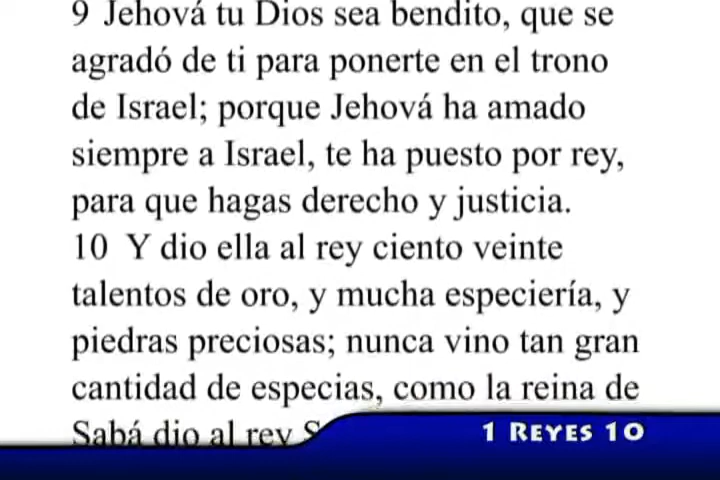 9 Jehová tu Dios sea bendito, que se
agradó de ti para ponerte en el trono
de Israel; porque Jehová ha amado
siempre a Israel, te ha puesto por rey,
para que hagas derecho y justicia.
10 Y dio ella al rey ciento veinte
talentos de oro, y mucha especiería, y
piedras preciosas; nunca vino tan gran
cantidad de especias, como la reina de
Sabá dio al rey
1 REYES 10